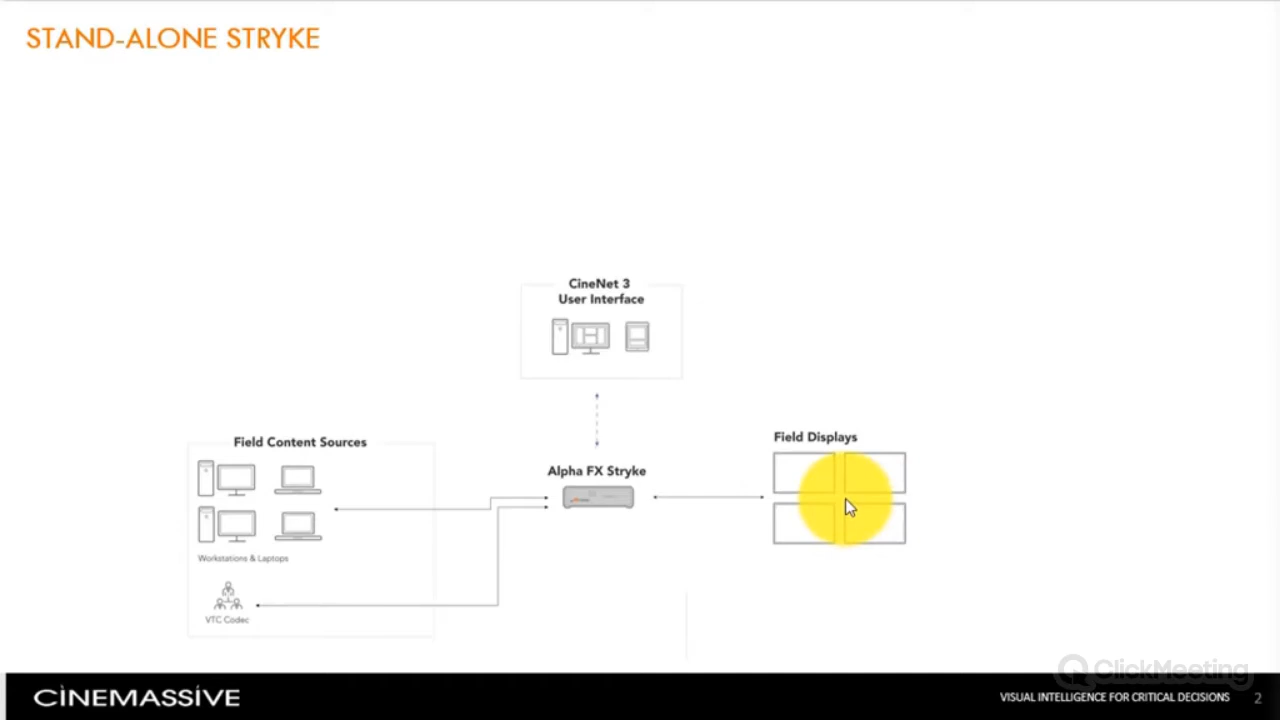 STAND-ALONE STRYKE
CineNet 3
User Interface
Field Content Sources
Workstations & Laptops
VTC Codec
Alpha FX Stryke
Field Displays
ClickMeeting
CINEMASSIVE
VISUAL INTELLIGENCE FOR CRITICAL DECISIONS 2